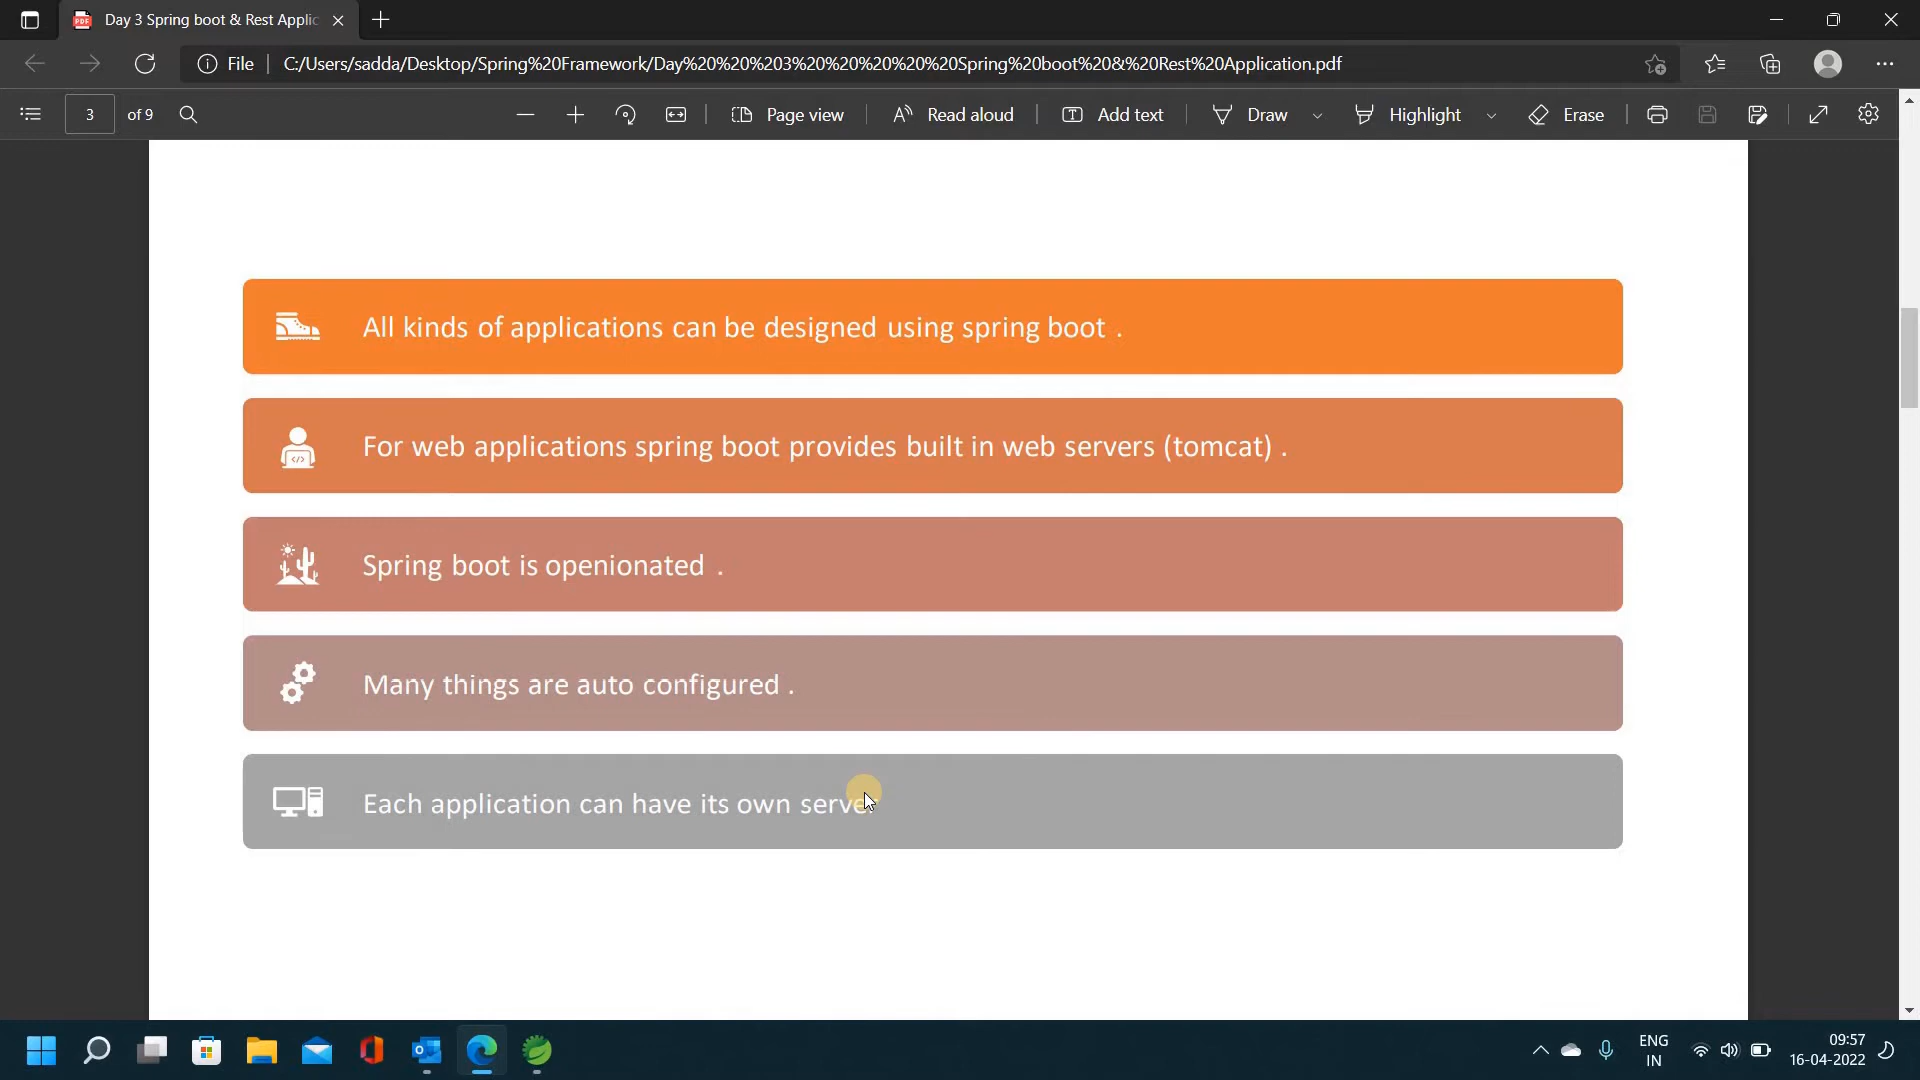 Day 3 Spring boot & Rest Applic
File
C:/Users/sadda/Desktop/Spring%20Framework/Day%20%20%203%20%20%20%20%20Spring%20boot%20&%20Rest%20Application.pdf
3 of 9
Page view
Read aloud
Add text
Draw
Highlight
Erase
All kinds of applications can be designed using spring boot .
For web applications spring boot provides built in web servers (tomcat) .
Spring boot is openionated .
Many things are auto configured .
Each application can have its own server
ENG
IN
09:57
16-04-2022